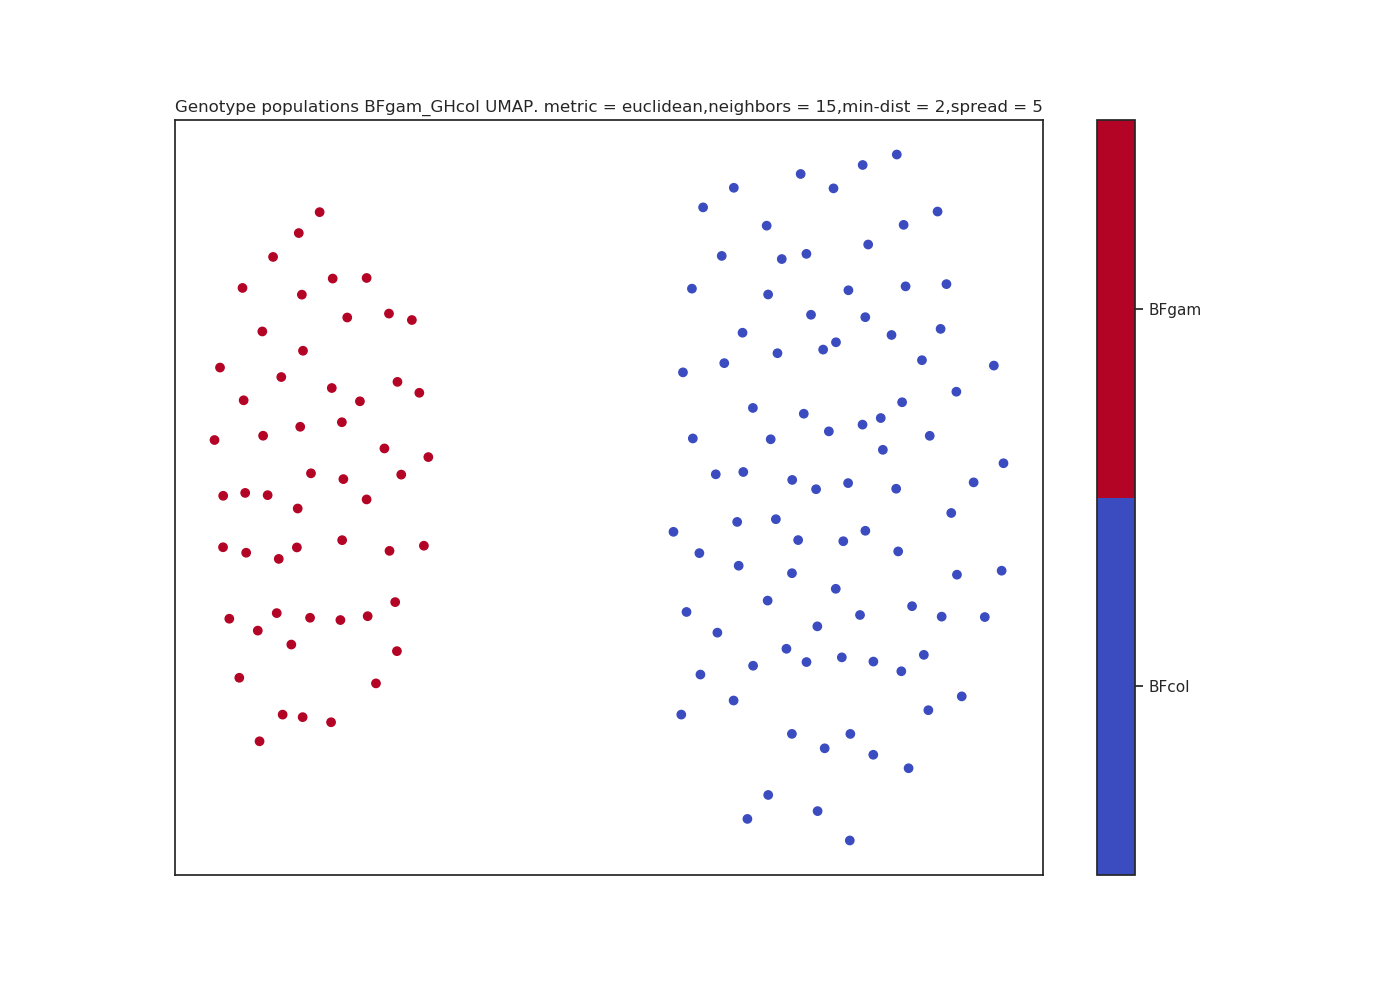 Genotype populations BFgam_GHcol UMAP. metric = euclidean,neighbors = 15,min-dist = 2,spread = 5
BFgam
BFcol